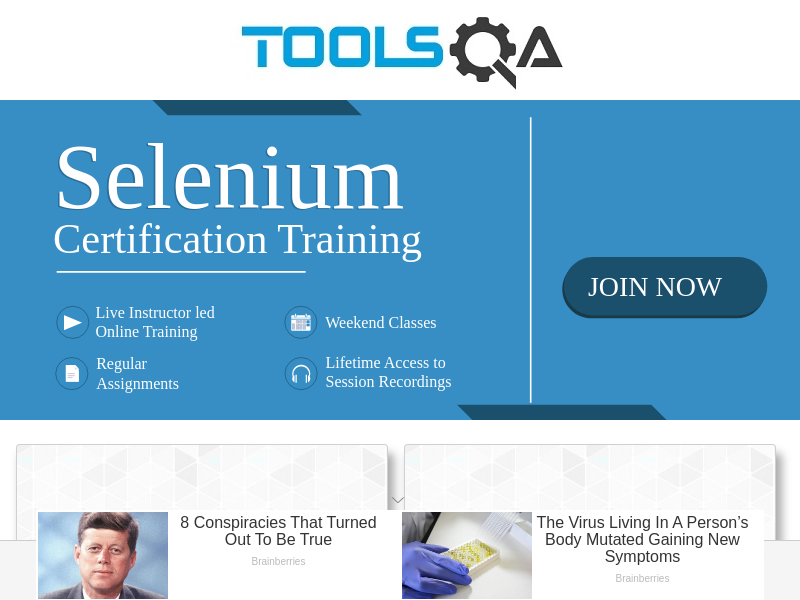 TOOLSQA
Selenium
Certification Training
JOIN NOW
Live Instructor led
Online Training
Weekend Classes
Regular
Assignments
Lifetime Access to
Session Recordings
8 Conspiracies That Turned
Out To Be True
Brainberries
The Virus Living In A Person’s
Body Mutated Gaining New
Symptoms
Brainberries